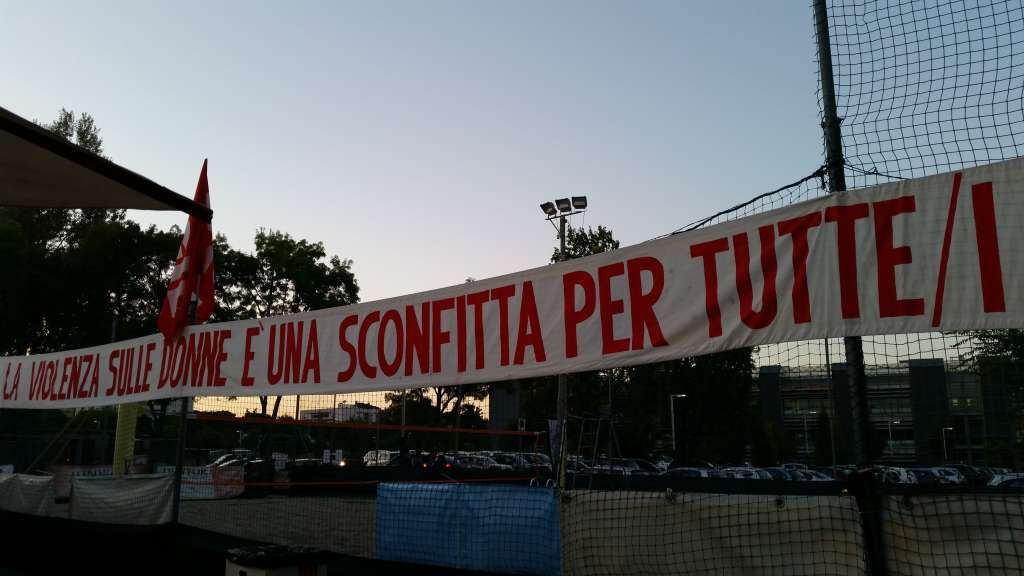 LA VIOLENZA SULLE DONNE E' UNA SCONFITTA PER TUTTE/I